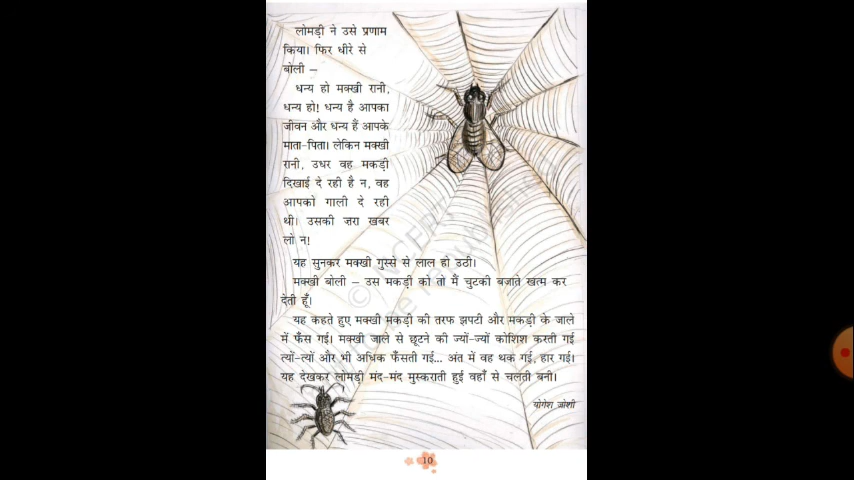 लोमड़ी ने उसे प्रणाम
किया। फिर धीरे से
बोली –
धन्य हो मक्खी रानी,
धन्य हो! धन्य है आपका
जीवन और धन्य हैं आपके
माता-पिता। लेकिन मक्खी
रानी, उधर वह मकड़ी
दिखाई दे रही है न, वह
आपको गाली दे रही
थी। उसकी ज़रा खबर
लो न!
यह सुनकर मक्खी गुस्से से लाल हो उठी।
मक्खी बोली – उस मकड़ी को तो मैं चुटकी बजाते खत्म कर
देती हूँ।
यह कहते हुए मक्खी मकड़ी की तरफ झपटी और मकड़ी के जाले
में फँस गई। मक्खी जाले से छूटने की ज्यों-ज्यों कोशिश करती गई
त्यों-त्यों और भी अधिक फँसती गई... अंत में वह थक गई, हार गई।
यह देखकर लोमड़ी मंद-मंद मुस्कराती हुई वहाँ से चलती बनी।
योगेश जोशी
© NCERT
10